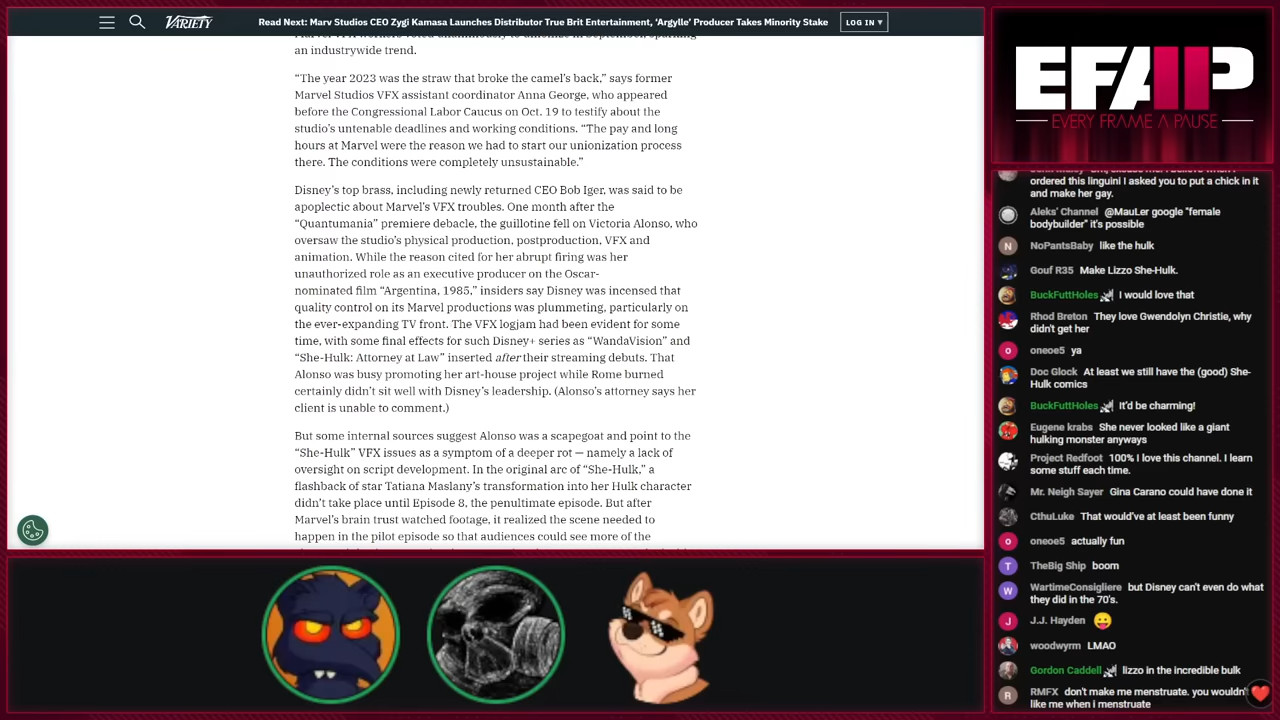 VARIETY
Read Next: Marv Studios CEO Zygi Kamasa Launches Distributor True Brit Entertainment, ‘Argylle’ Producer Takes Minority Stake
LOG IN ▾
an industrywide trend.
“The year 2023 was the straw that broke the camel’s back,” says former
Marvel Studios VFX assistant coordinator Anna George, who appeared
before the Congressional Labor Caucus on Oct. 19 to testify about the
studio’s untenable deadlines and working conditions. “The pay and long
hours at Marvel were the reason we had to start our unionization process
there. The conditions were completely unsustainable.”
Disney’s top brass, including newly returned CEO Bob Iger, was said to be
apoplectic about Marvel’s VFX troubles. One month after the
“Quantumania” premiere debacle, the guillotine fell on Victoria Alonso, who
oversaw the studio’s physical production, postproduction, VFX and
animation. While the reason cited for her abrupt firing was her
unauthorized role as an executive producer on the Oscar-
nominated film “Argentina, 1985,” insiders say Disney was incensed that
quality control on its Marvel productions was plummeting, particularly on
the ever-expanding TV front. The VFX logjam had been evident for some
time, with some final effects for such Disney+ series as “WandaVision” and
“She-Hulk: Attorney at Law” inserted after their streaming debuts. That
Alonso was busy promoting her art-house project while Rome burned
certainly didn’t sit well with Disney’s leadership. (Alonso’s attorney says her
client is unable to comment.)
But some internal sources suggest Alonso was a scapegoat and point to the
“She-Hulk” VFX issues as a symptom of a deeper rot — namely a lack of
oversight on script development. In the original arc of “She-Hulk,” a
flashback of star Tatiana Maslany’s transformation into her Hulk character
didn’t take place until Episode 8, the penultimate episode. But after
Marvel’s brain trust watched footage, it realized the scene needed to
happen in the pilot episode so that audiences could see more of the
EFAP
EVERY FRAME A PAUSE
ordered this linguini I asked you to put a chick in it
and make her gay.
Aleks' Channel @MauLer google "female
bodybuilder" it's possible
NoPantsBaby like the hulk
Gouf R35 Make Lizzo She-Hulk.
BuckFuttHoles I would love that
Rhod Breton They love Gwendolyn Christie, why
didn't get her
oneoe5 ya
Doc Glock At least we still have the (good) She-
Hulk comics
BuckFuttHoles It'd be charming!
Eugene krabs She never looked like a giant
hulking monster anyways
Project Redfoot 100% I love this channel. I learn
some stuff each time.
Mr. Neigh Sayer Gina Carano could have done it
CthuLuke That would've at least been funny
oneoe5 actually fun
TheBig Ship boom
WartimeConsigliere but Disney can't even do what
they did in the 70's.
J.J. Hayden 😛
woodwyrm LMAO
Gordon Caddell lizzo in the incredible bulk
RMFX don't make me menstruate. you wouldn'
like me when i menstruate